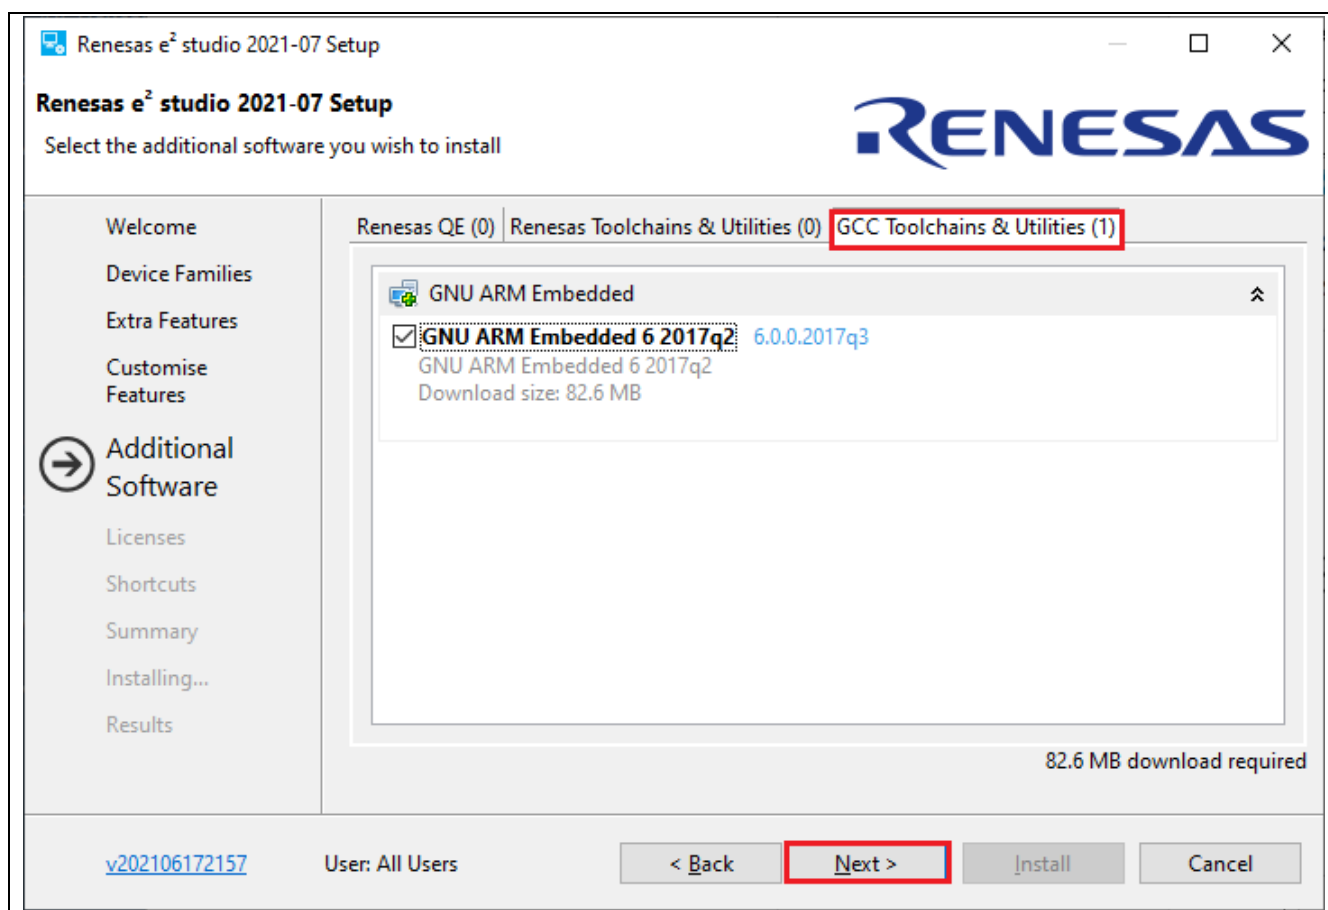 Renesas e² studio 2021-07 Setup
Renesas e² studio 2021-07 Setup
Select the additional software you wish to install
RENESAS
Welcome
Device Families
Extra Features
Customise
Features
Additional
Software
Licenses
Shortcuts
Summary
Installing...
Results
Renesas QE (0) Renesas Toolchains & Utilities (0) GCC Toolchains & Utilities (1)
GNU ARM Embedded
GNU ARM Embedded 6 2017q2 6.0.0.2017q3
GNU ARM Embedded 6 2017q2
Download size: 82.6 MB
82.6 MB download required
v202106172157 User: All Users < Back Next > Install Cancel